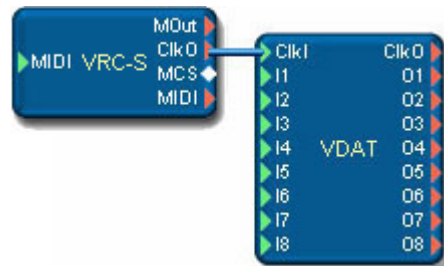 MOut
MIDI VRC-S ClkO
MCS
MIDI
ClkI ClkO
I1 O1
I2 O2
I3 O3
I4 VDAT O4
I5 O5
I6 O6
I7 O7
I8 O8